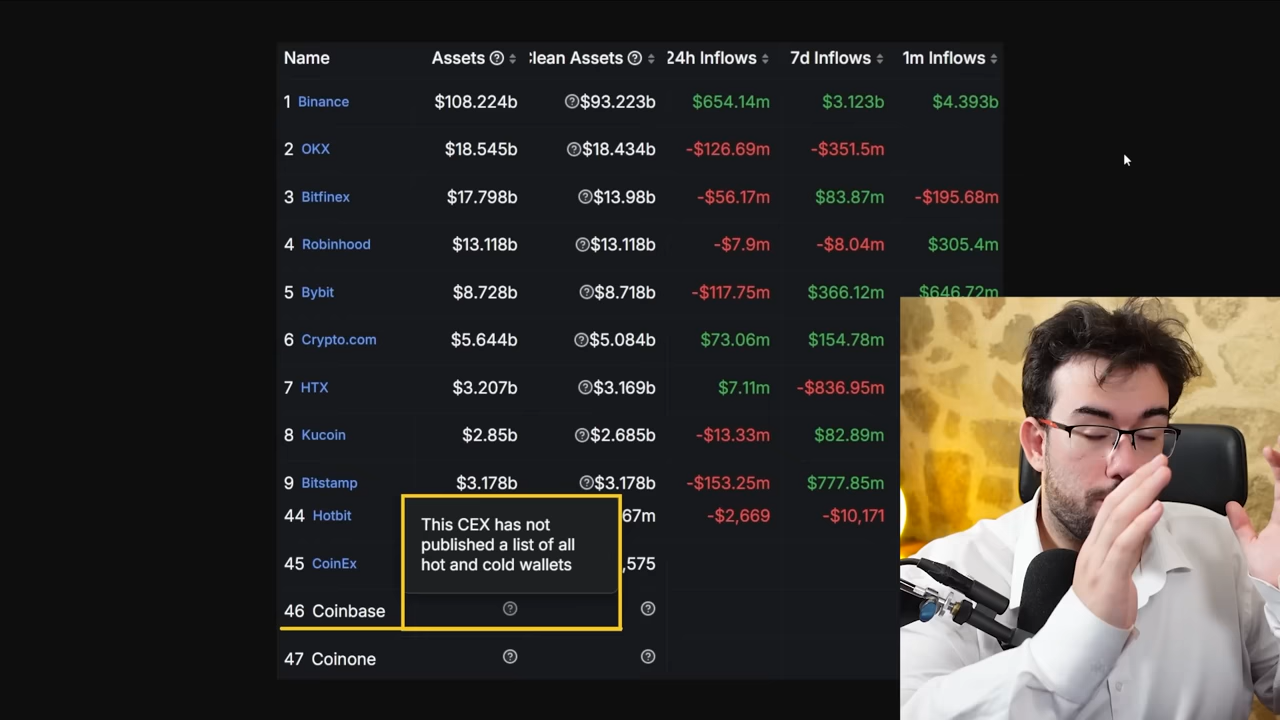 Name Assets lean Assets 24h Inflows 7d Inflows 1m Inflows
1 Binance $108.224b $93.223b $654.14m $3.123b $4.393b
2 OKX $18.545b $18.434b -$126.69m -$351.5m
3 Bitfinex $17.798b $13.98b -$56.17m $83.87m -$195.68m
4 Robinhood $13.118b $13.118b -$7.9m -$8.04m $305.4m
5 Bybit $8.728b $8.718b -$117.75m $366.12m $646.72m
6 Crypto.com $5.644b $5.084b $73.06m $154.78m
7 HTX $3.207b $3.169b $7.11m -$836.95m
8 Kucoin $2.85b $2.685b -$13.33m $82.89m
9 Bitstamp $3.178b $3.178b -$153.25m $777.85m
44 Hotbit 67m -$2,669 -$10,171
This CEX has not
published a list of all
hot and cold wallets
45 CoinEx ,575
46 Coinbase
47 Coinone